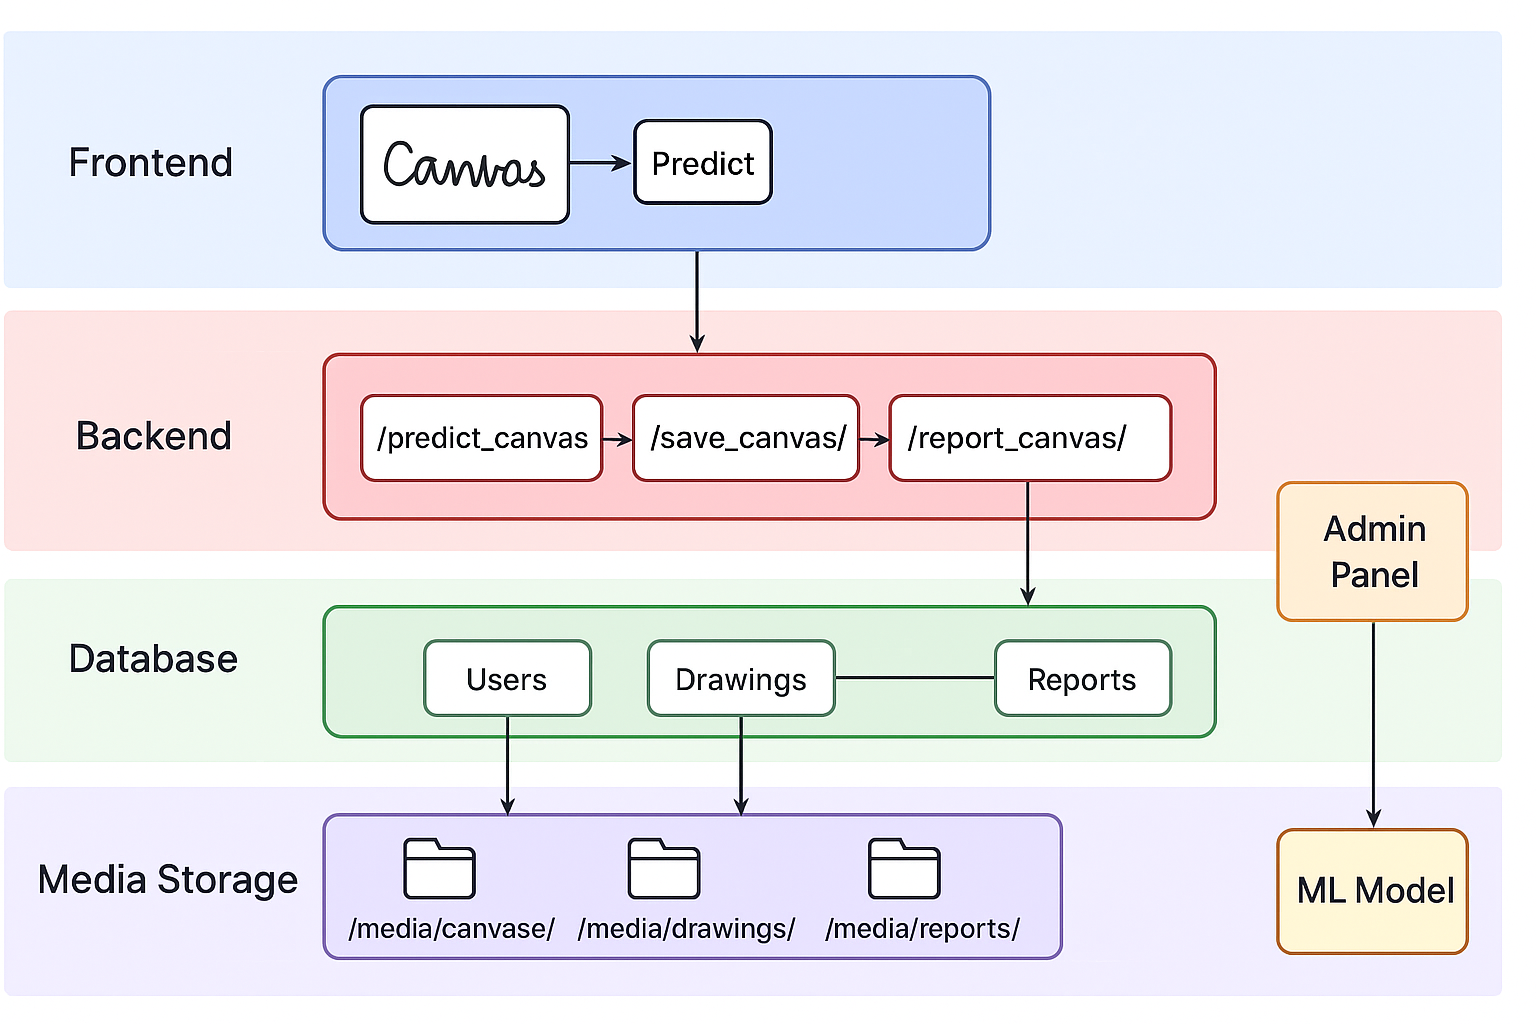 Frontend
Canvas
Predict
Backend
/predict_canvas
/save_canvas/
/report_canvas/
Admin
Panel
Database
Users
Drawings
Reports
Media Storage
/media/canvase/
/media/drawings/
/media/reports/
ML Model